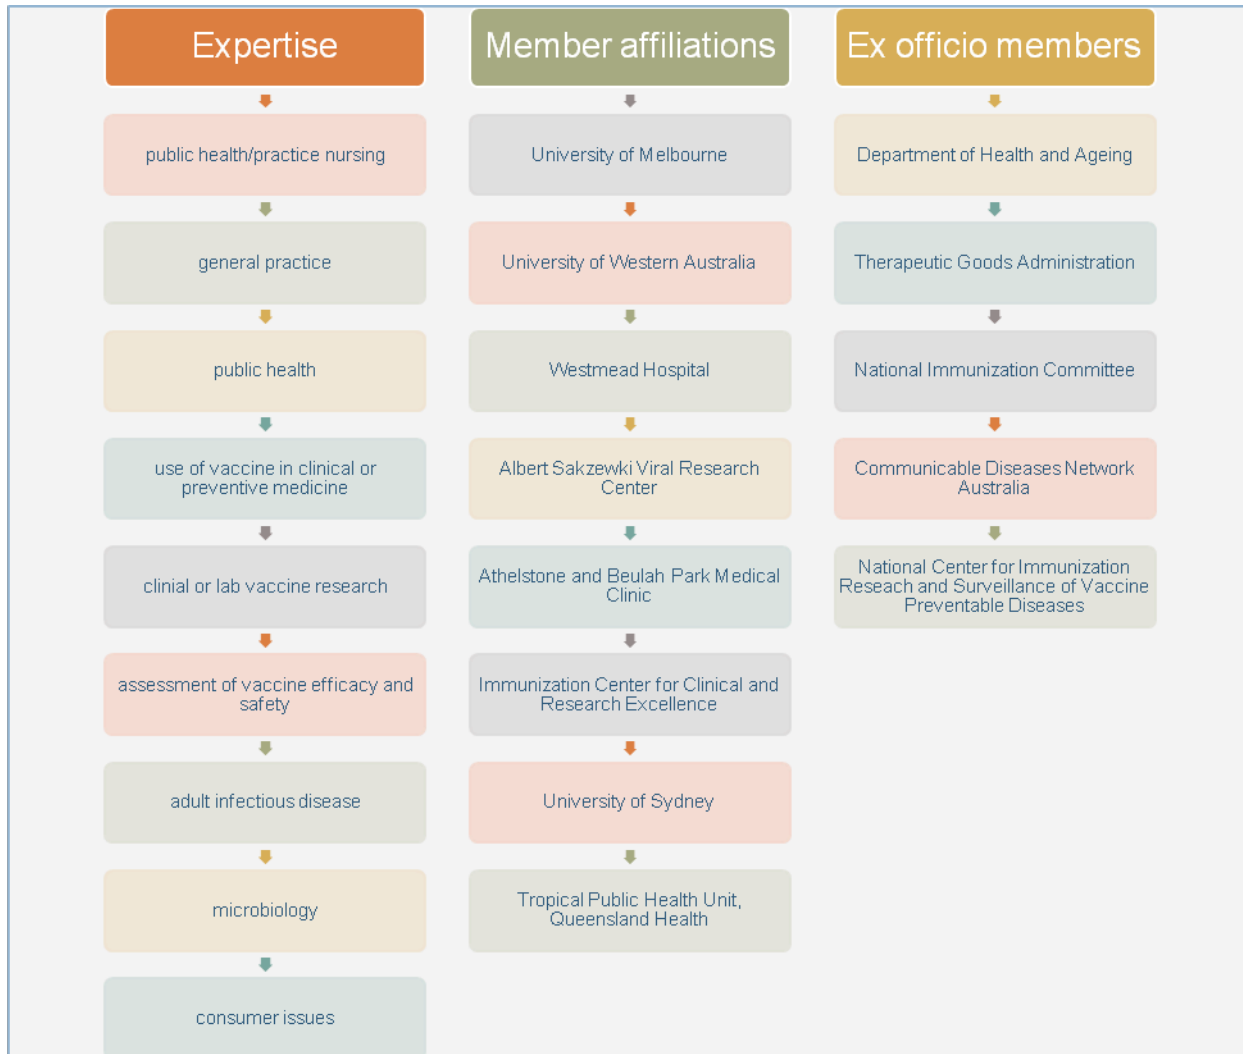 Expertise
public health/practice nursing
general practice
public health
use of vaccine in clinical or
preventive medicine
clinial or lab vaccine research
assessment of vaccine efficacy and
safety
adult infectious disease
microbiology
consumer issues
Member affiliations
University of Melbourne
University of Western Australia
Westmead Hospital
Albert Sakzewki Viral Research
Center
Athelstone and Beulah Park Medical
Clinic
Immunization Center for Clinical and
Research Excellence
University of Sydney
Tropical Public Health Unit,
Queensland Health
Ex officio members
Department of Health and Ageing
Therapeutic Goods Administration
National Immunization Committee
Communicable Diseases Network
Australia
National Center for Immunization
Reseach and Surveillance of Vaccine
Preventable Diseases